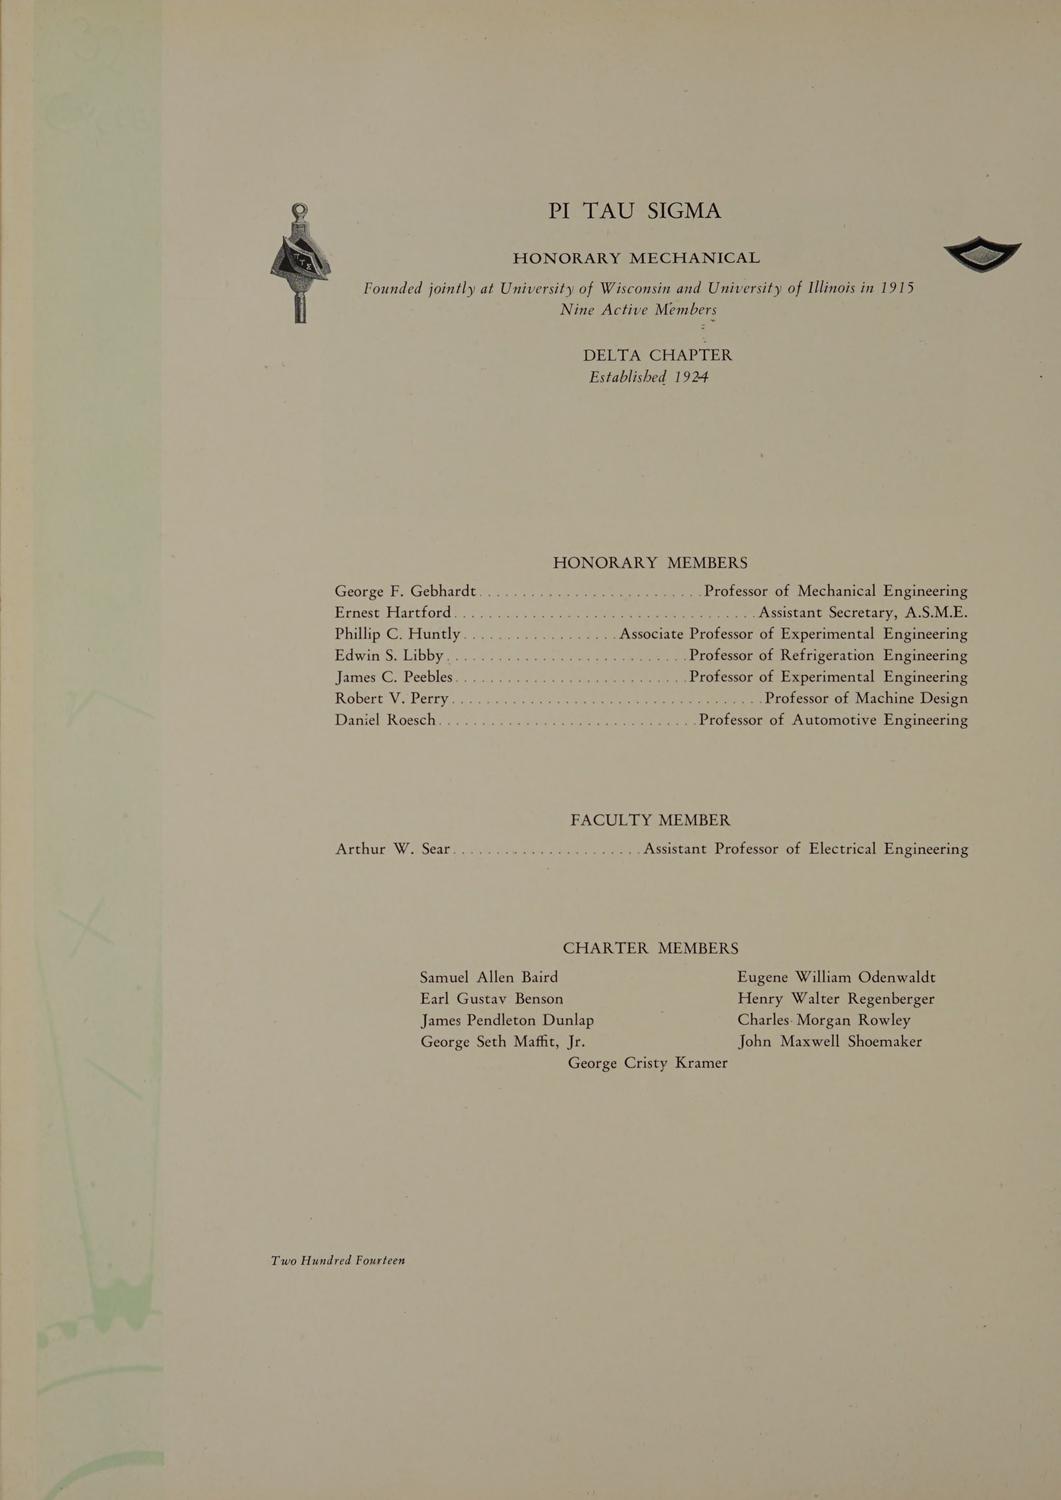 PI TAU SIGMA
HONORARY MECHANICAL
Founded jointly at University of Wisconsin and University of Illinois in 1915
Nine Active Members
DELTA CHAPTER
Established 1924
HONORARY MEMBERS
George F. Gebhardt..........................Professor of Mechanical Engineering
Ernest Hartford...................................Assistant Secretary, A.S.M.E.
Phillip C. Huntly..................Associate Professor of Experimental Engineering
Edwin S. Libby............................Professor of Refrigeration Engineering
James C. Peebles...........................Professor of Experimental Engineering
Robert V. Perry....................................Professor of Machine Design
Daniel Roesch..............................Professor of Automotive Engineering
FACULTY MEMBER
Arthur W. Sear......................Assistant Professor of Electrical Engineering
CHARTER MEMBERS
Samuel Allen Baird
Earl Gustav Benson
James Pendleton Dunlap
George Seth Maffit, Jr.
Eugene William Odenwaldt
Henry Walter Regenberger
Charles Morgan Rowley
John Maxwell Shoemaker
George Cristy Kramer
Two Hundred Fourteen